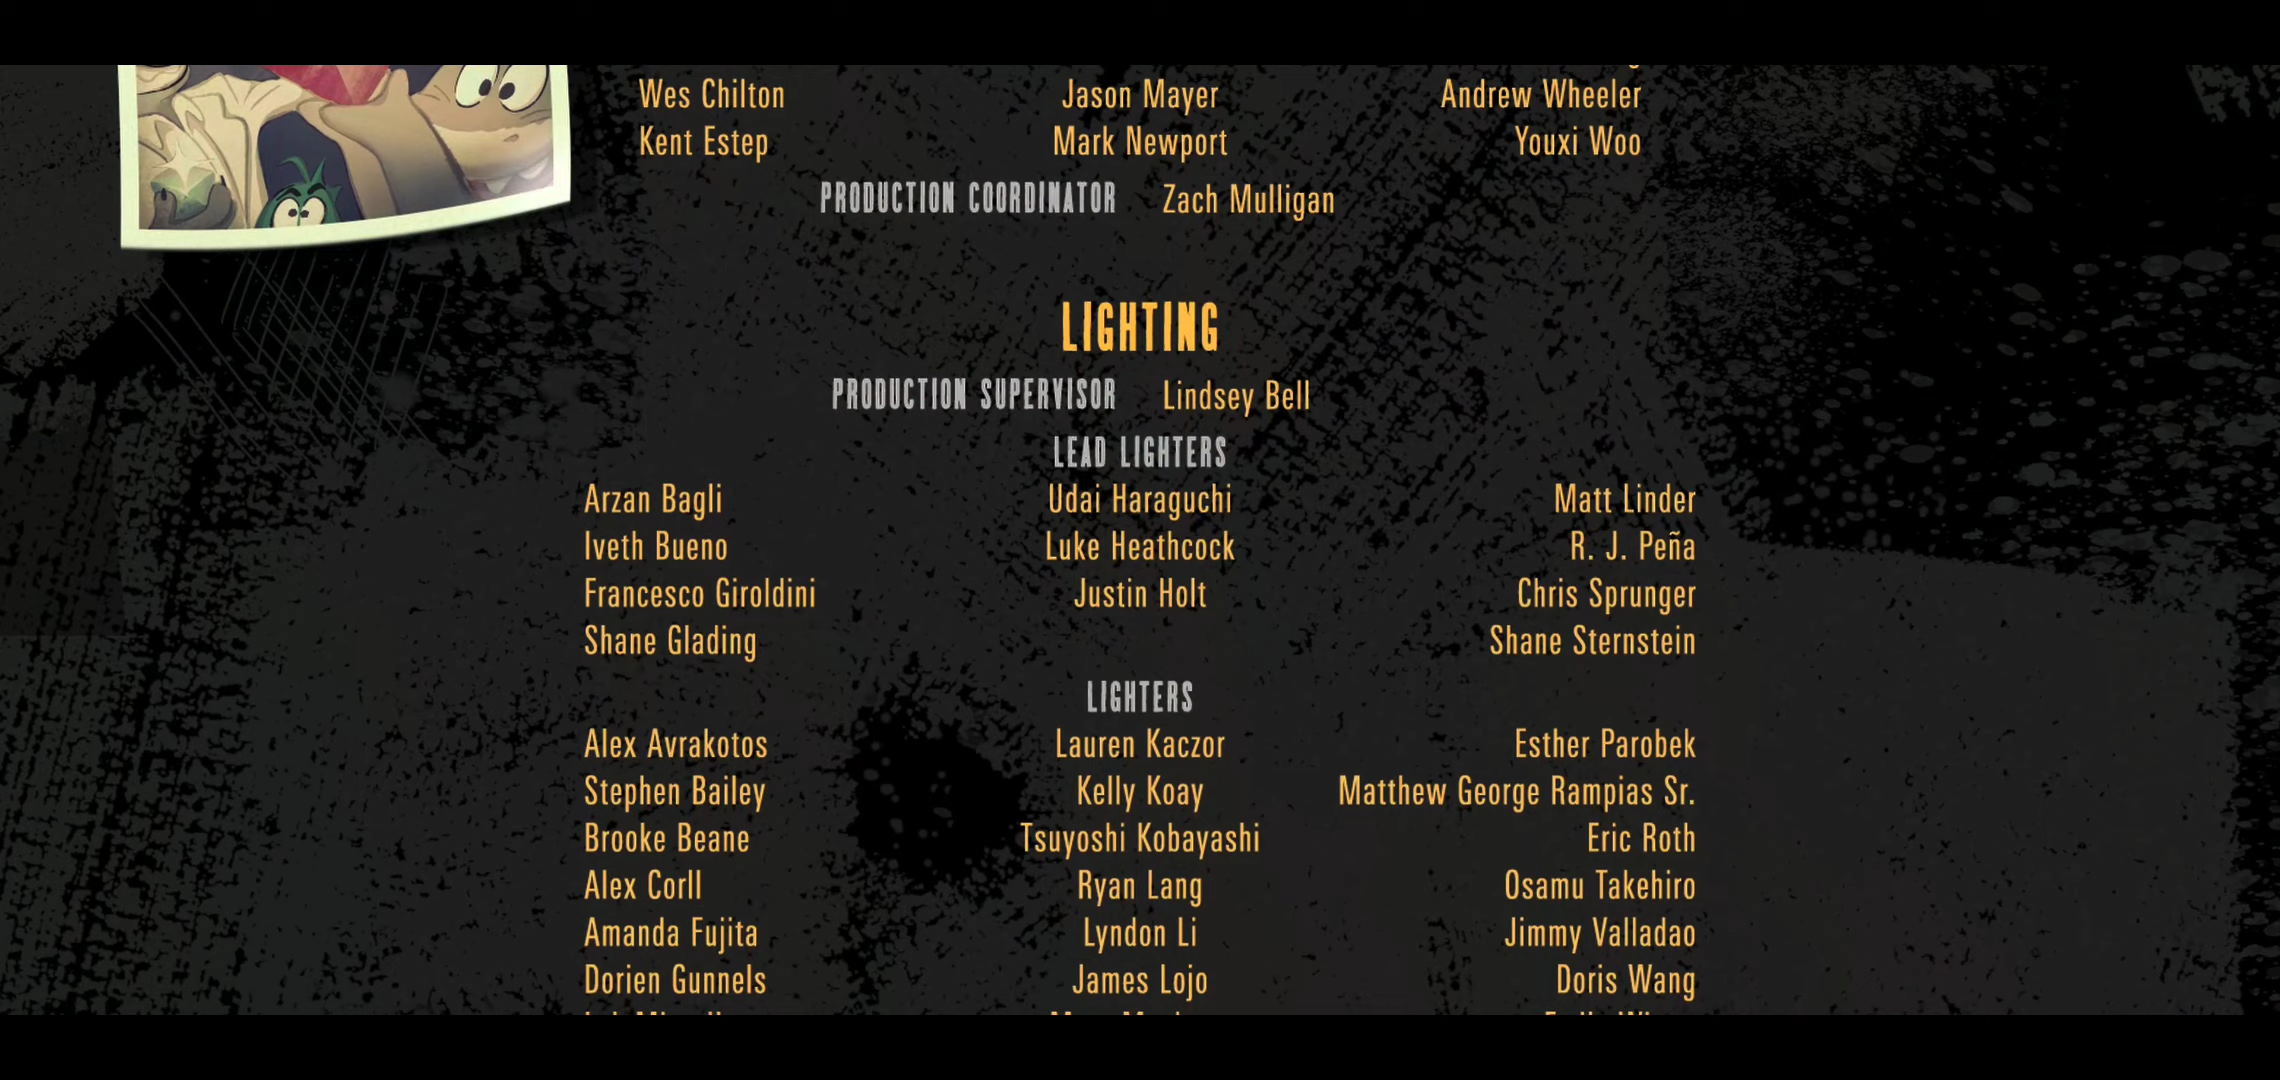 Wes Chilton Jason Mayer Andrew Wheeler
Kent Estep Mark Newport Youxi Woo
PRODUCTION COORDINATOR Zach Mulligan
LIGHTING
PRODUCTION SUPERVISOR Lindsey Bell
LEAD LIGHTERS
Arzan Bagli Udai Haraguchi Matt Linder
Iveth Bueno Luke Heathcock R. J. Peña
Francesco Giroldini Justin Holt Chris Sprunger
Shane Glading Shane Sternstein
LIGHTERS
Alex Avrakotos Lauren Kaczor Esther Parobek
Stephen Bailey Kelly Koay Matthew George Rampias Sr.
Brooke Beane Tsuyoshi Kobayashi Eric Roth
Alex Corll Ryan Lang Osamu Takehiro
Amanda Fujita Lyndon Li Jimmy Valladao
Dorien Gunnels James Lojo Doris Wang